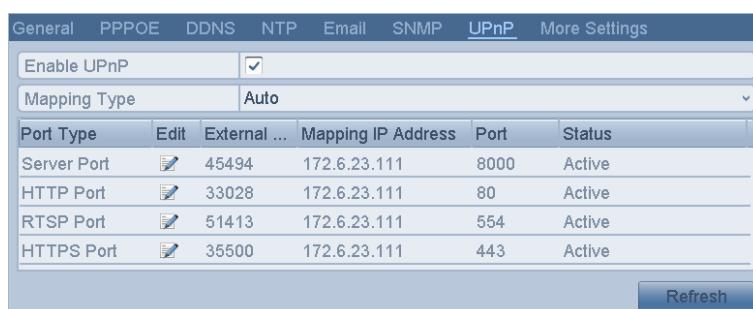 General PPPOE DDNS NTP Email SNMP UPnP More Settings
Enable UPnP
Mapping Type Auto
Port Type Edit External ... Mapping IP Address Port Status
Server Port 45494 172.6.23.111 8000 Active
HTTP Port 33028 172.6.23.111 80 Active
RTSP Port 51413 172.6.23.111 554 Active
HTTPS Port 35500 172.6.23.111 443 Active
Refresh